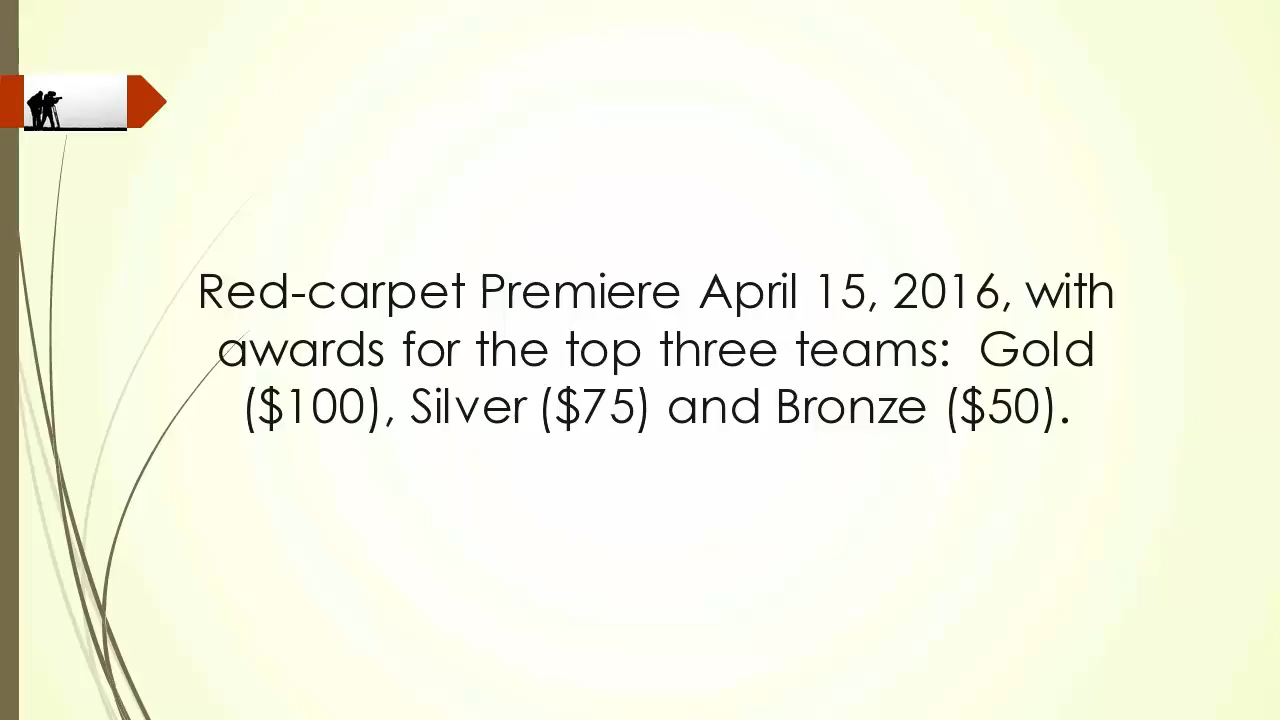 Red-carpet Premiere April 15, 2016, with
awards for the top three teams:  Gold
($100), Silver ($75) and Bronze ($50).